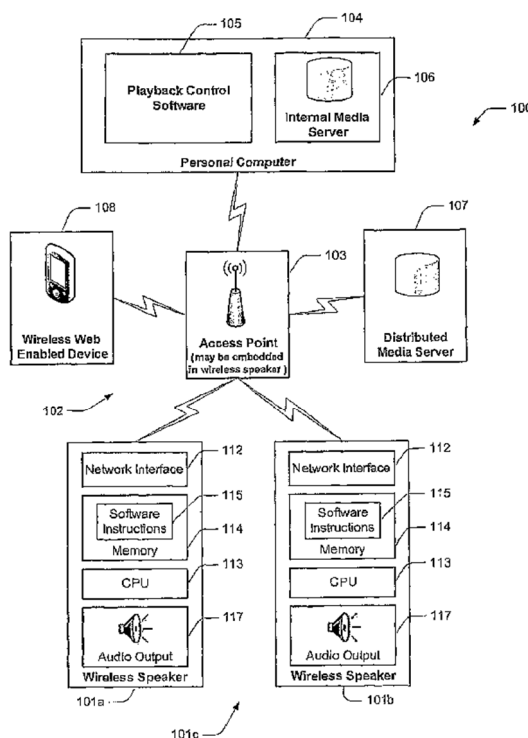 104
105
Playback Control
Software
106
Internal Media
Server
Personal Computer
100
108
Wireless Web
Enabled Device
103
Access Point
(may be embedded
in wireless speaker)
107
Distributed
Media Server
102
112
Network Interface
115
Software
Instructions
114
Memory
113
CPU
117
Audio Output
Wireless Speaker
101a
112
Network Interface
115
Software
Instructions
114
Memory
113
CPU
117
Audio Output
Wireless Speaker
101b
101c